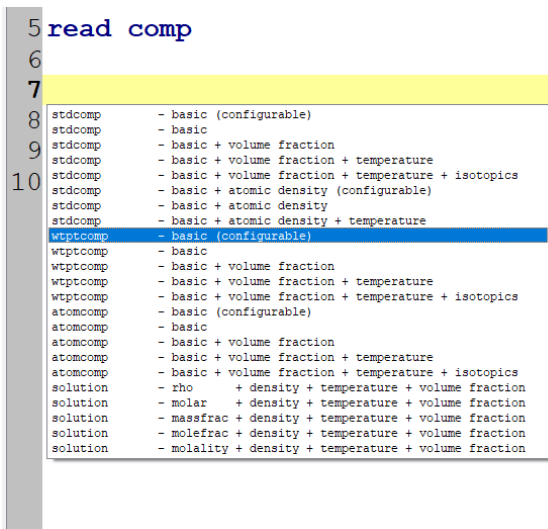 5 read comp
6
7
8
9
10
stdcomp - basic (configurable)
stdcomp - basic
stdcomp - basic + volume fraction
stdcomp - basic + volume fraction + temperature
stdcomp - basic + volume fraction + temperature + isotopics
stdcomp - basic + atomic density (configurable)
stdcomp - basic + atomic density
stdcomp - basic + atomic density + temperature
wtptcomp - basic (configurable)
wtptcomp - basic
wtptcomp - basic + volume fraction
wtptcomp - basic + volume fraction + temperature
wtptcomp - basic + volume fraction + temperature + isotopics
atomcomp - basic (configurable)
atomcomp - basic
atomcomp - basic + volume fraction
atomcomp - basic + volume fraction + temperature
atomcomp - basic + volume fraction + temperature + isotopics
solution - rho + density + temperature + volume fraction
solution - molar + density + temperature + volume fraction
solution - massfrac + density + temperature + volume fraction
solution - molefrac + density + temperature + volume fraction
solution - molality + density + temperature + volume fraction